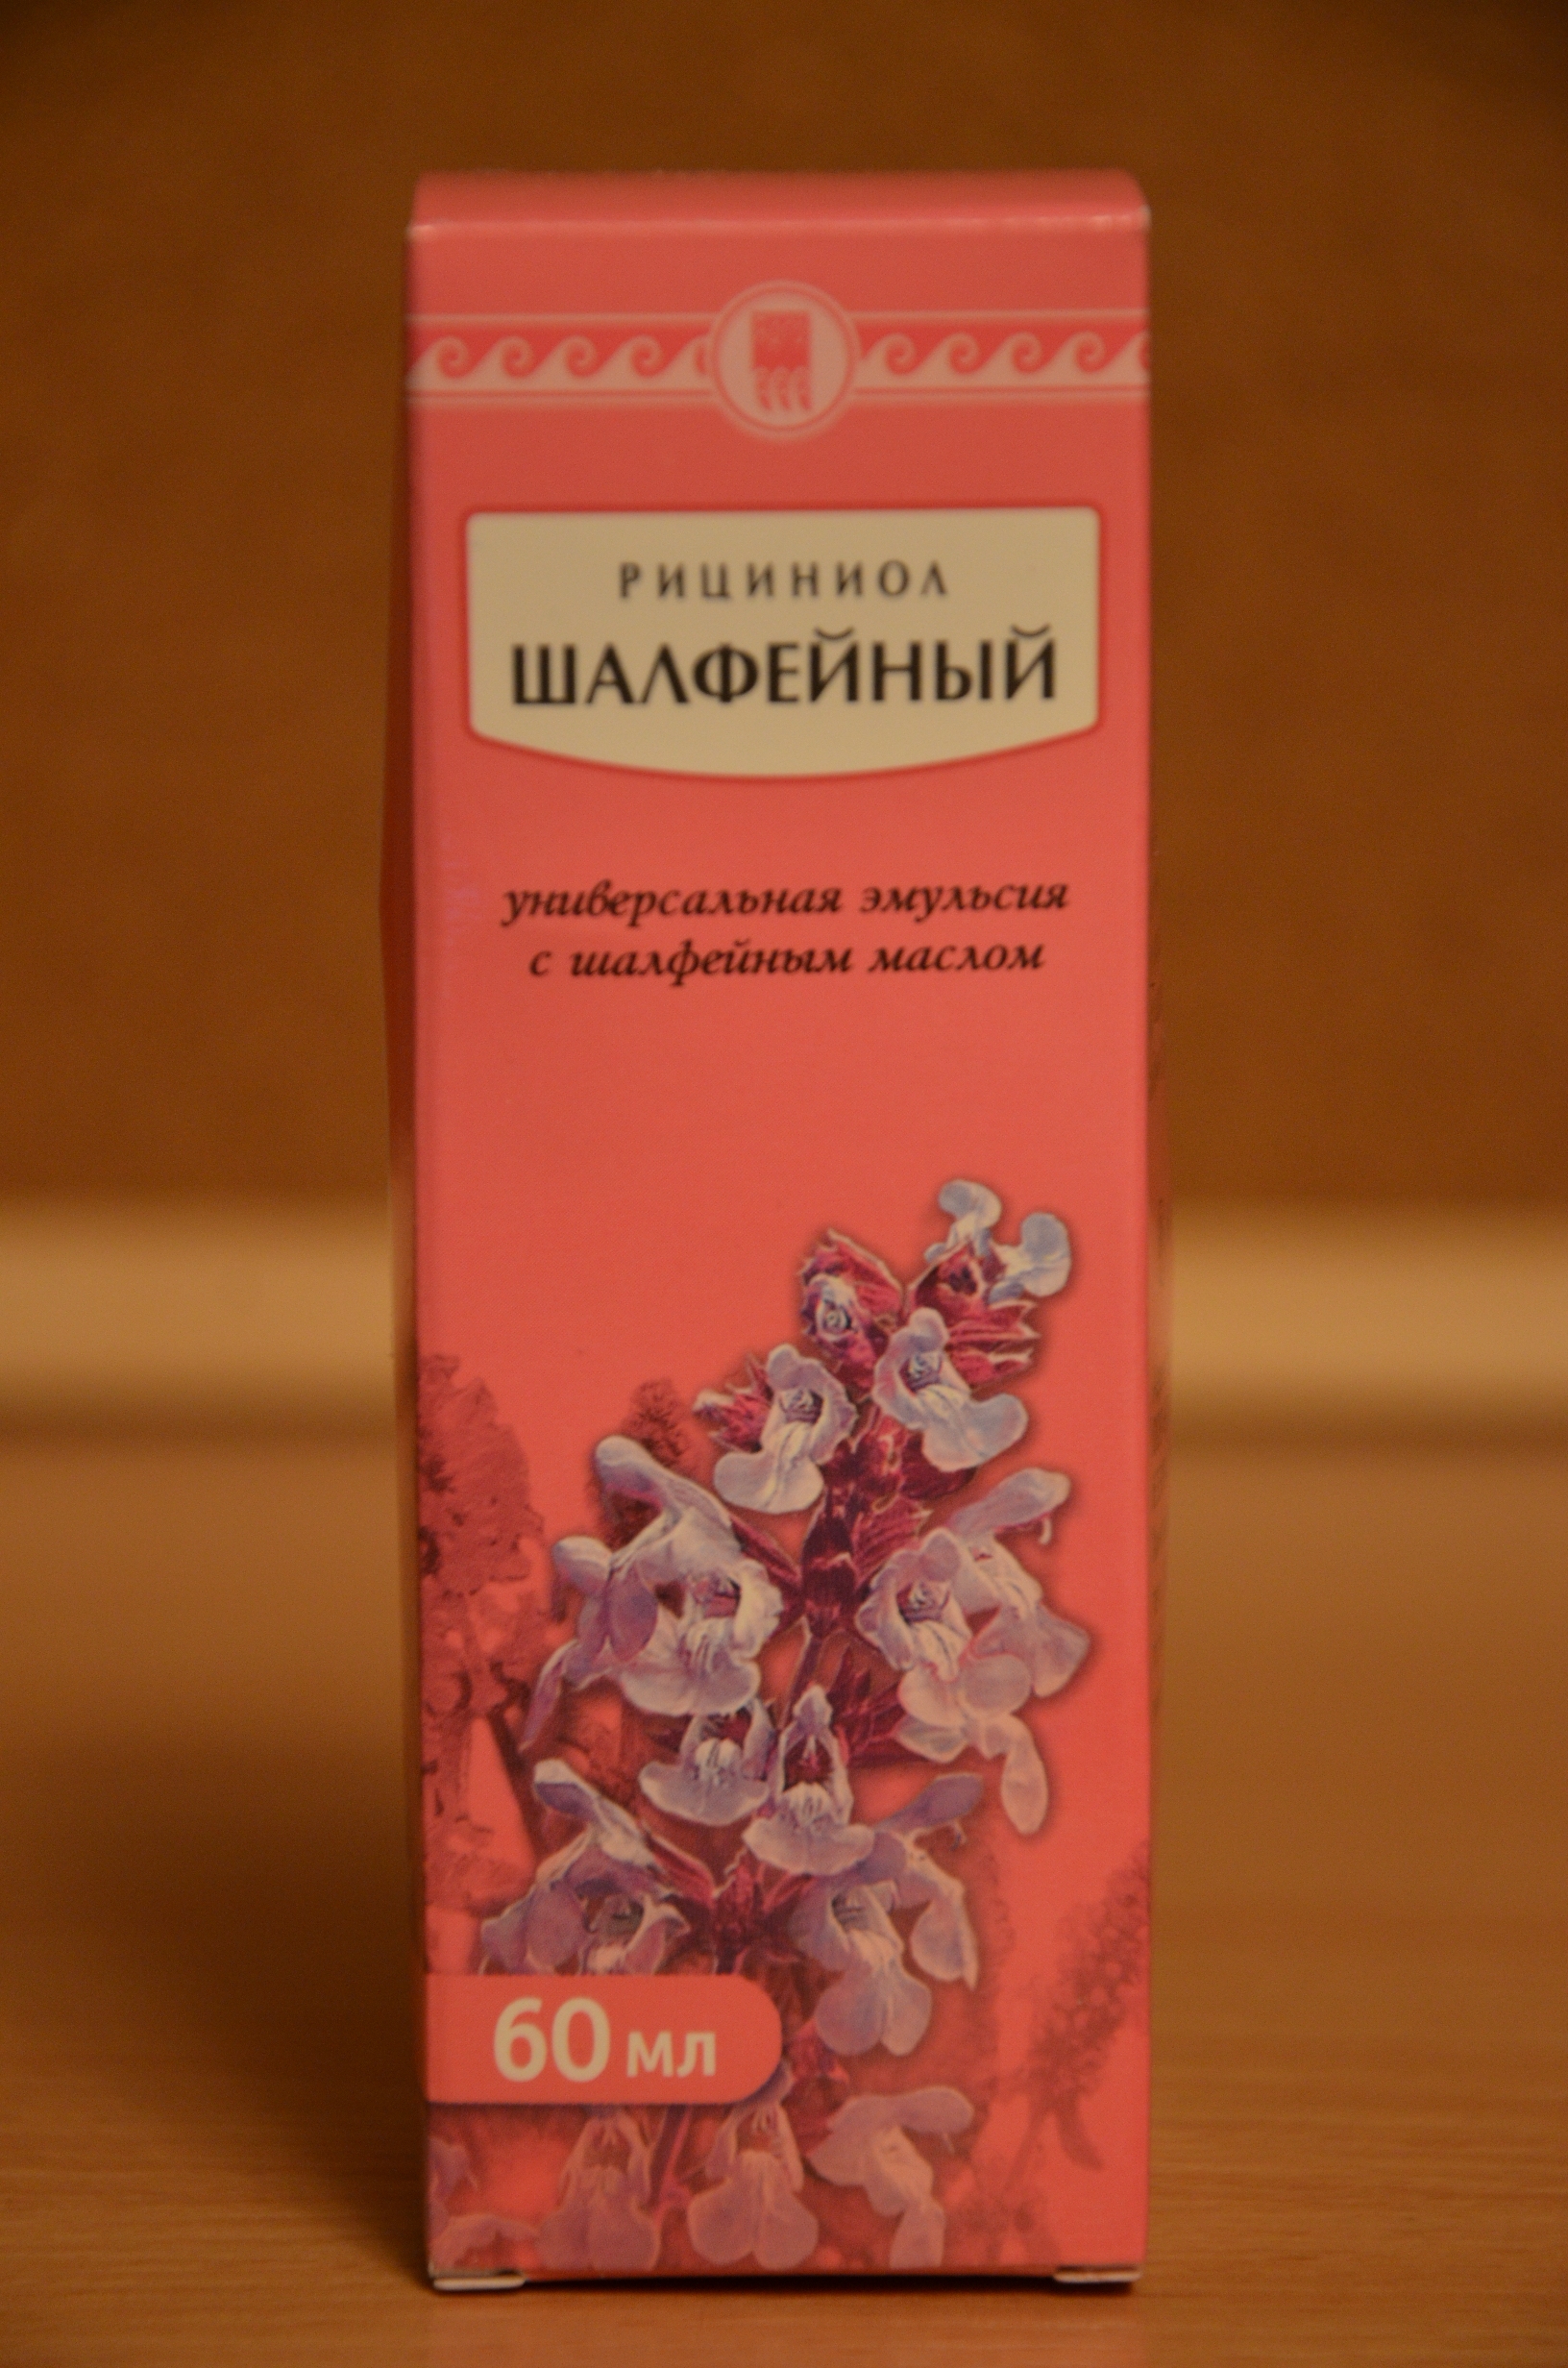 РИЦИНИОЛ
ШАЛФЕЙНЫЙ
универсальная эмульсия
с шалфейным маслом
60 мл